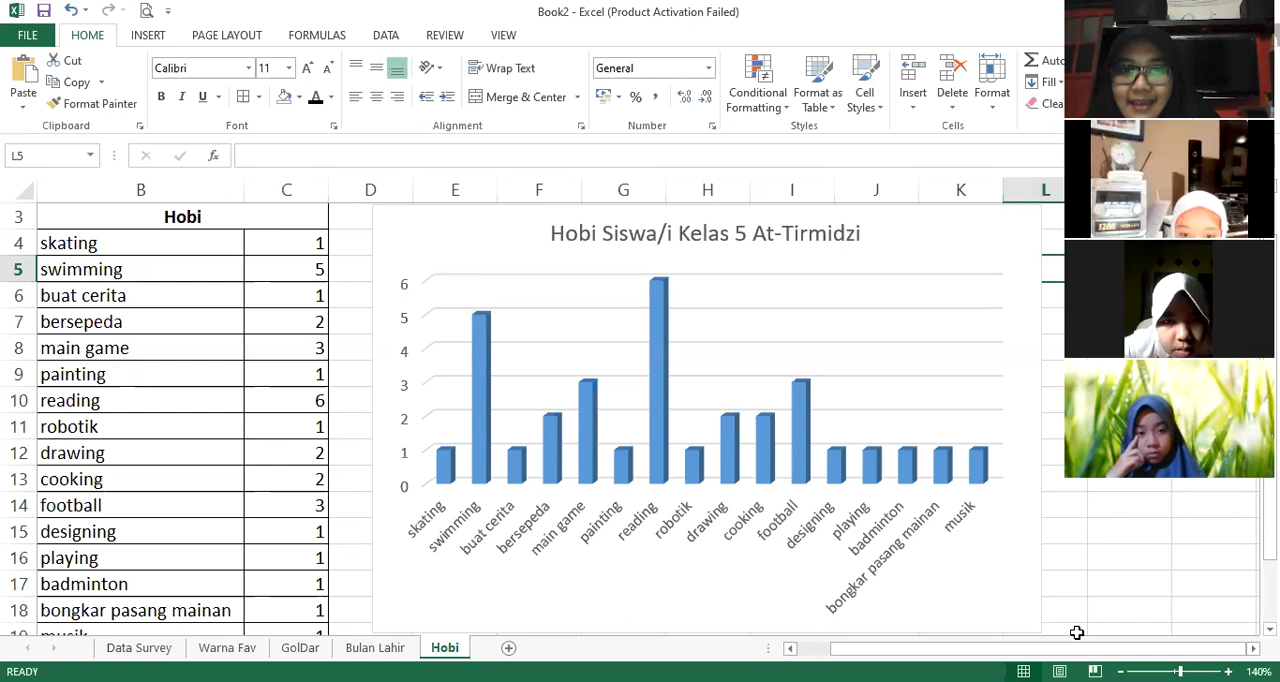 Book2 - Excel (Product Activation Failed)
FILE HOME INSERT PAGE LAYOUT FORMULAS DATA REVIEW VIEW
Cut
Copy
Format Painter
Paste
Clipboard
Calibri 11
B I U
Font
Wrap Text
Merge & Center
Alignment
General
Number
Conditional Formatting
Format as Table
Cell Styles
Styles
Insert Delete Format
Cells
Auto
Fill
Clea
L5
B C D E F G H I J K L
3 Hobi
4 skating 1
5 swimming 5
6 buat cerita 1
7 bersepeda 2
8 main game 3
9 painting 1
10 reading 6
11 robotik 1
12 drawing 2
13 cooking 2
14 football 3
15 designing 1
16 playing 1
17 badminton 1
18 bongkar pasang mainan 1
19 musik 1
Hobi Siswa/i Kelas 5 At-Tirmidzi
6
5
4
3
2
1
0
skating swimming buat cerita bersepeda main game painting reading robotik drawing cooking football designing playing badminton bongkar pasang mainan musik
Data Survey Warna Fav GolDar Bulan Lahir Hobi
READY 140%